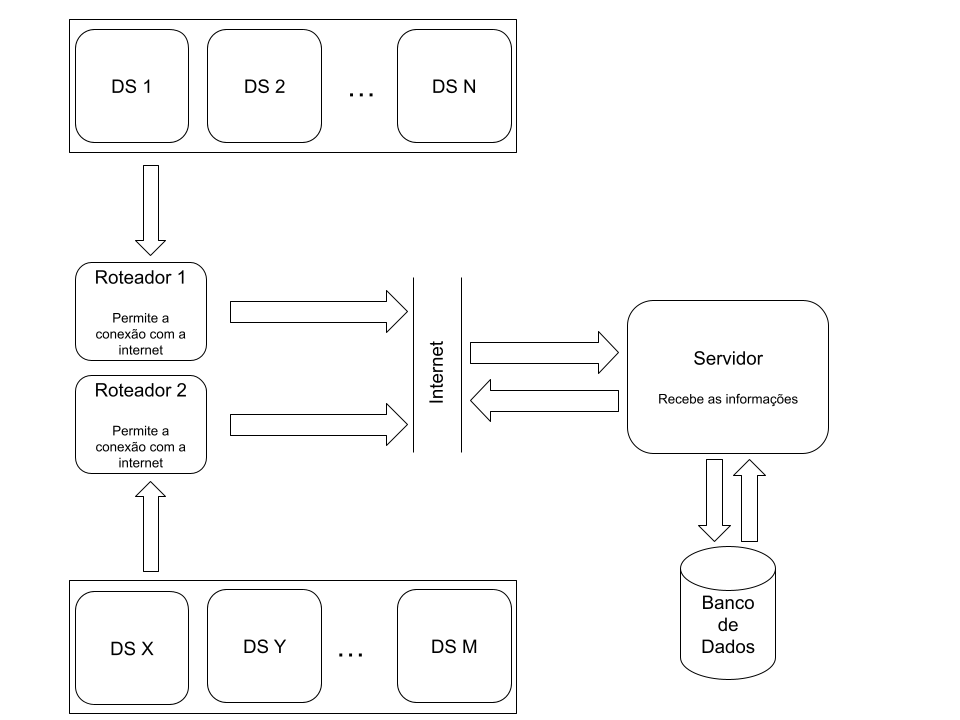 DS 1
DS 2
...
DS N
Roteador 1
Permite a
conexão com a
internet
Roteador 2
Permite a
conexão com a
internet
Internet
Servidor
Recebe as informações
Banco
de
Dados
DS X
DS Y
...
DS M